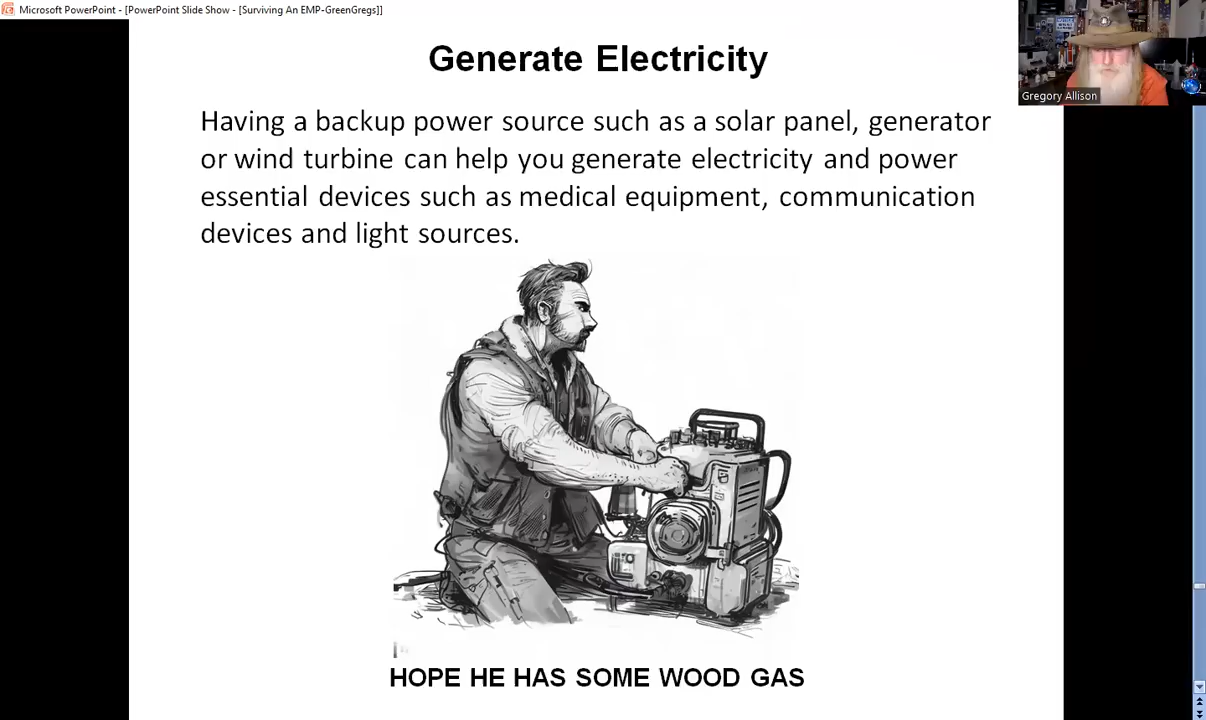 Microsoft PowerPoint - [PowerPoint Slide Show - [Surviving An EMP-GreenGregs]]
Generate Electricity
Gregory Allison
Having a backup power source such as a solar panel, generator
or wind turbine can help you generate electricity and power
essential devices such as medical equipment, communication
devices and light sources.
HOPE HE HAS SOME WOOD GAS